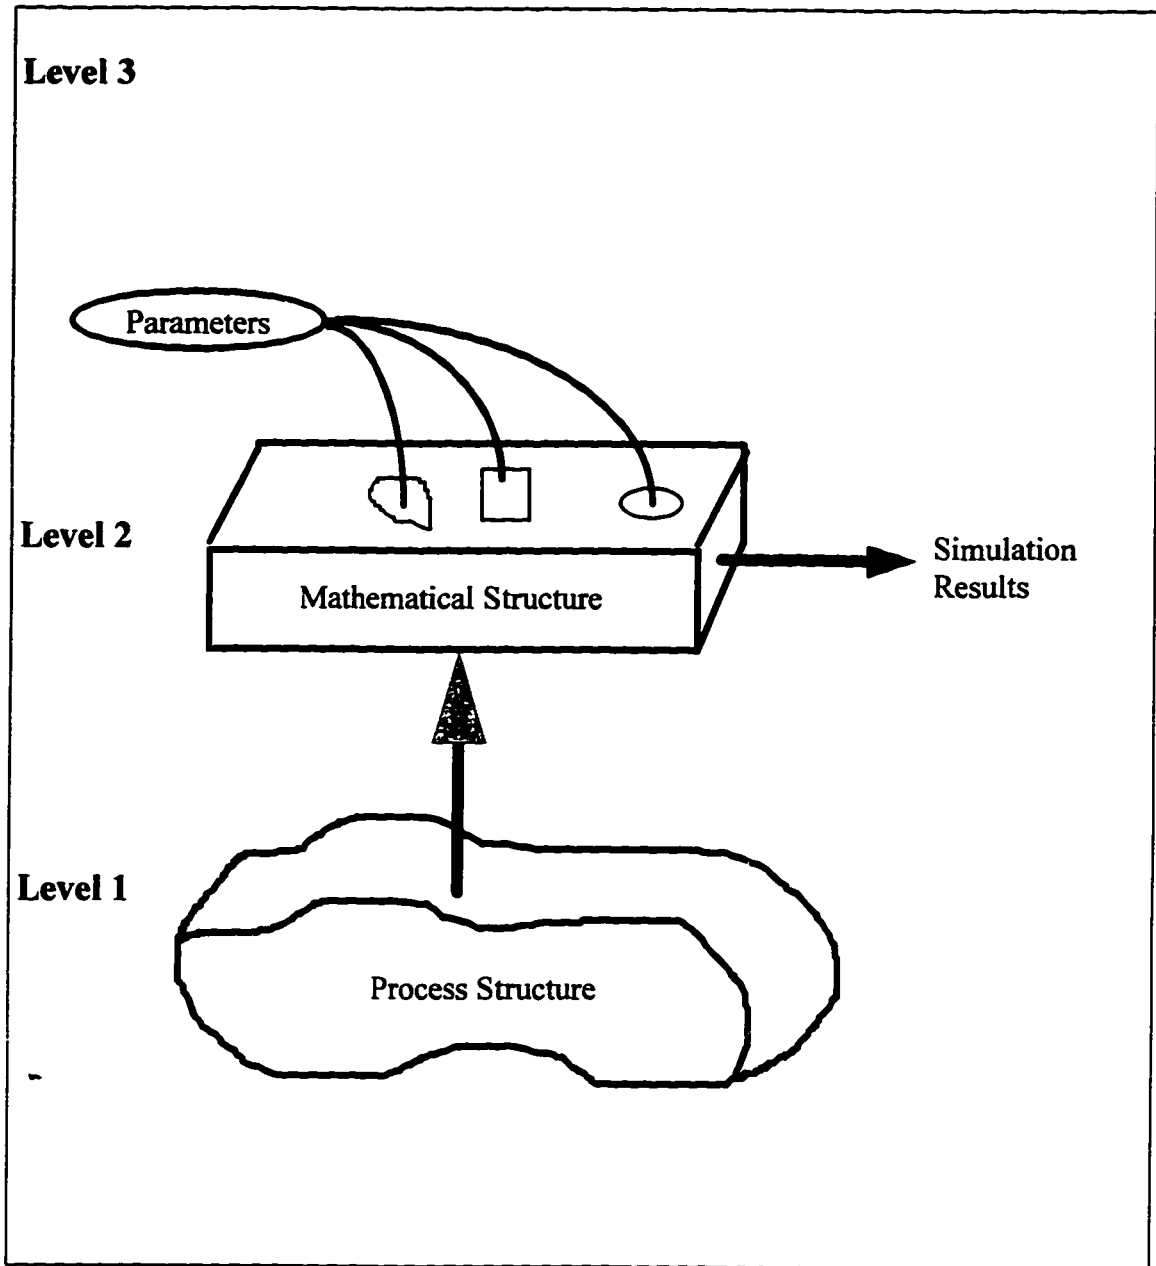 Level 3
Parameters
Level 2
Mathematical Structure
Simulation
Results
Level 1
Process Structure